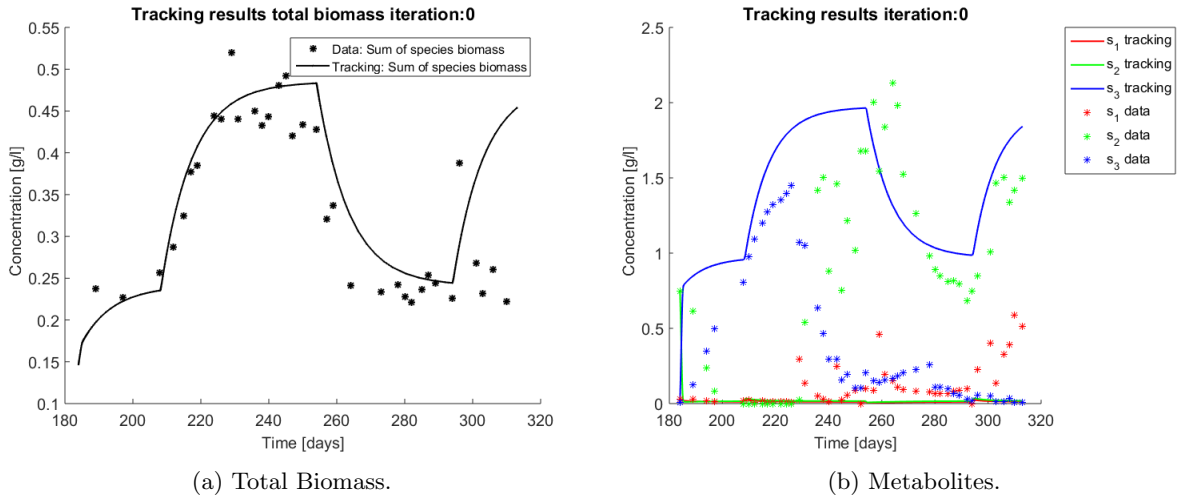 Tracking results total biomass iteration:0
0.55
0.5
0.45
0.4
0.35
0.3
0.25
0.2
0.15
0.1
Concentration [g/l]
Data: Sum of species biomass
Tracking: Sum of species biomass
180 200 220 240 260 280 300 320
Time [days]
(a) Total Biomass.
Tracking results iteration:0
2.5
2
1.5
1
0.5
0
Concentration [g/l]
180 200 220 240 260 280 300 320
Time [days]
s1 tracking
s2 tracking
s3 tracking
s1 data
s2 data
s3 data
(b) Metabolites.